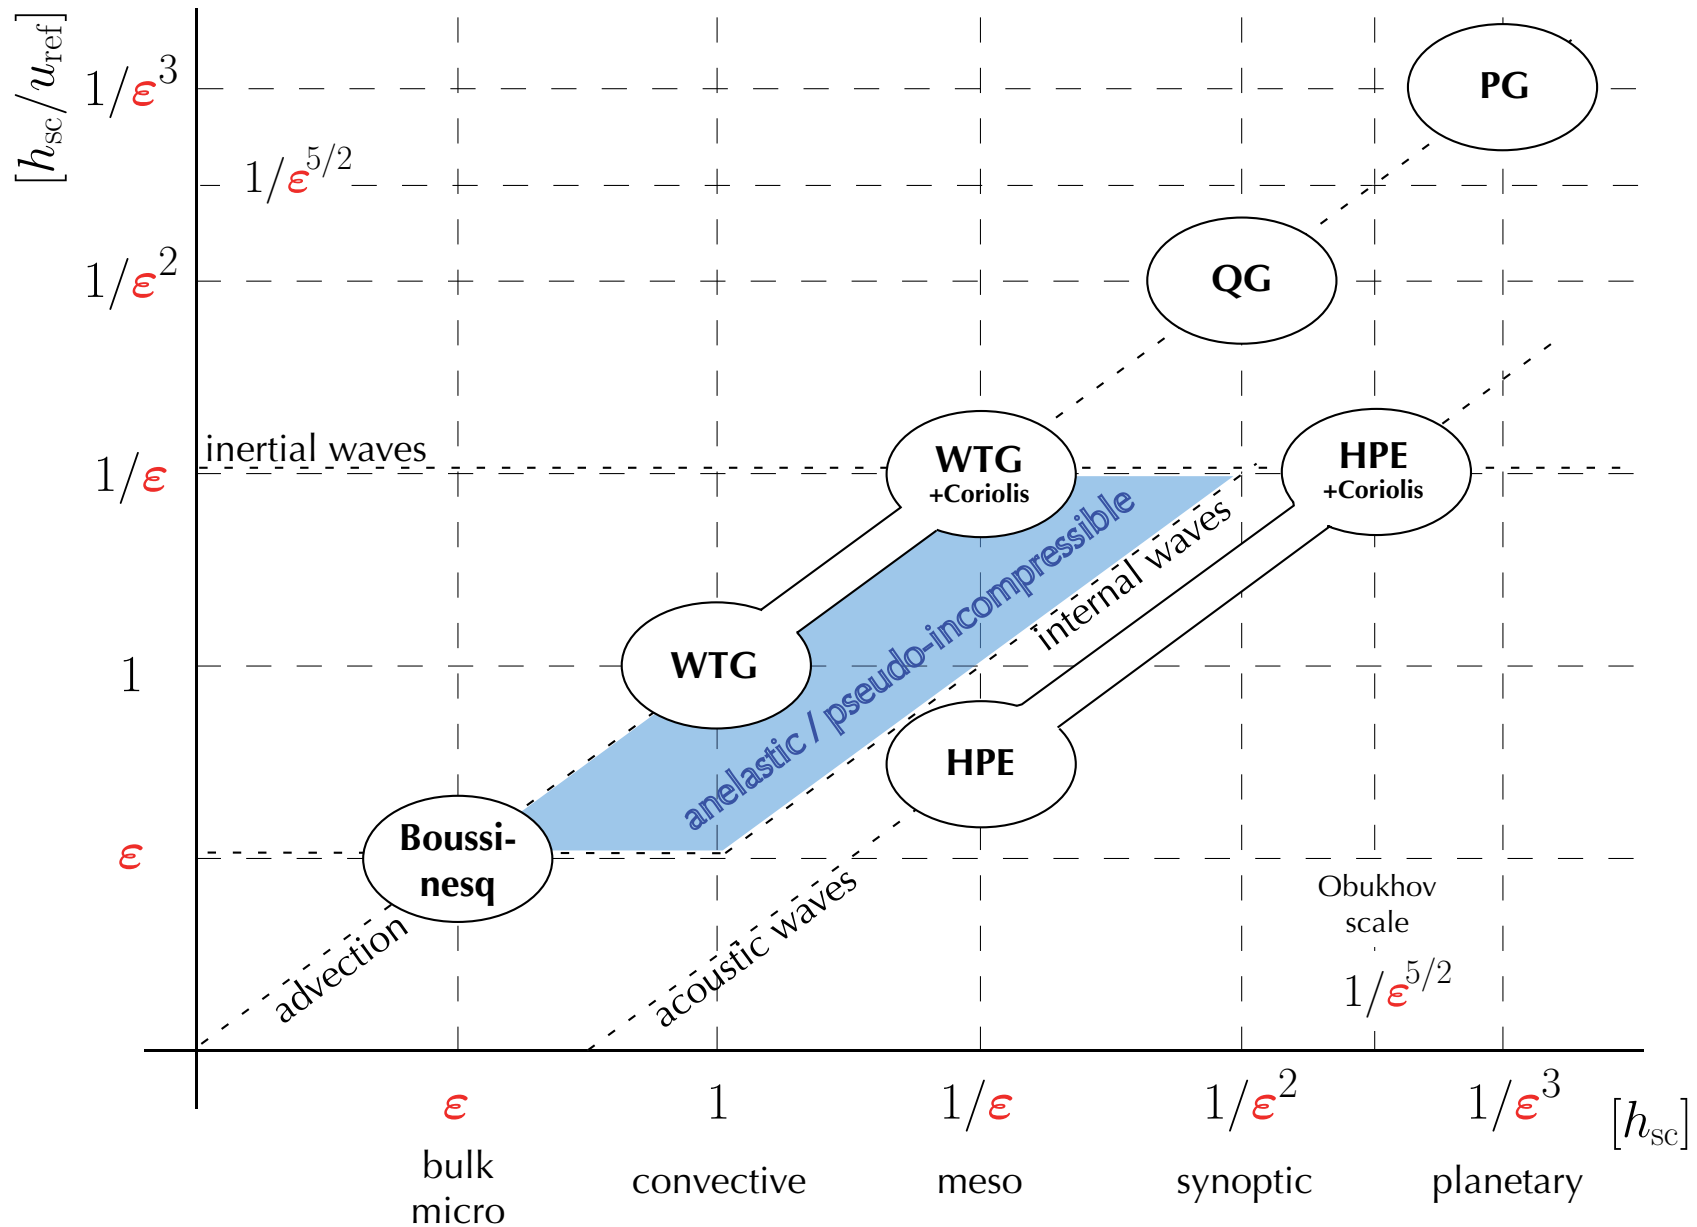 [h_sc/u_ref]
1/ε^3
1/ε^{5/2}
1/ε^2
1/ε
1
ε
PG
QG
inertial waves
WTG
+Coriolis
HPE
+Coriolis
anelastic / pseudo-incompressible
internal waves
WTG
HPE
Boussi-
nesq
advection
acoustic waves
Obukhov
scale
1/ε^{5/2}
ε
1
1/ε
1/ε^2
1/ε^3
[h_sc]
bulk
micro
convective
meso
synoptic
planetary